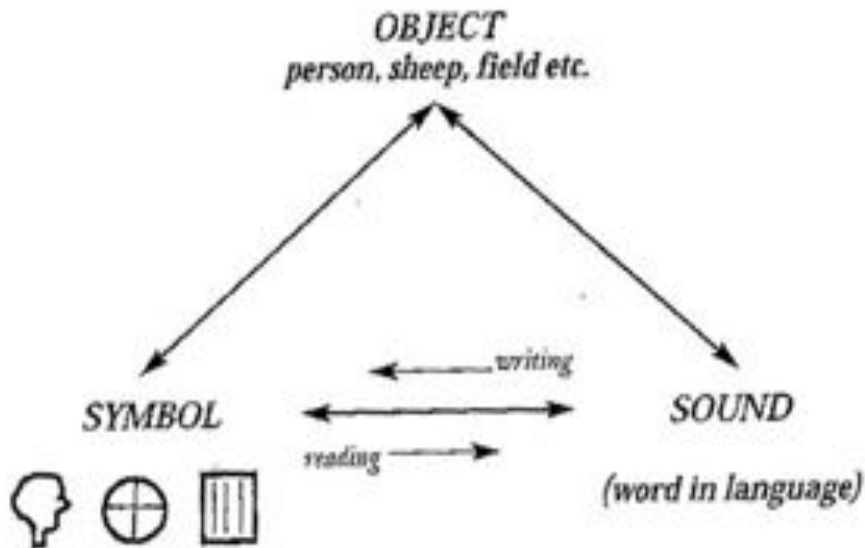 OBJECT
person, sheep, field etc.
writing
SYMBOL
SOUND
reading
(word in language)